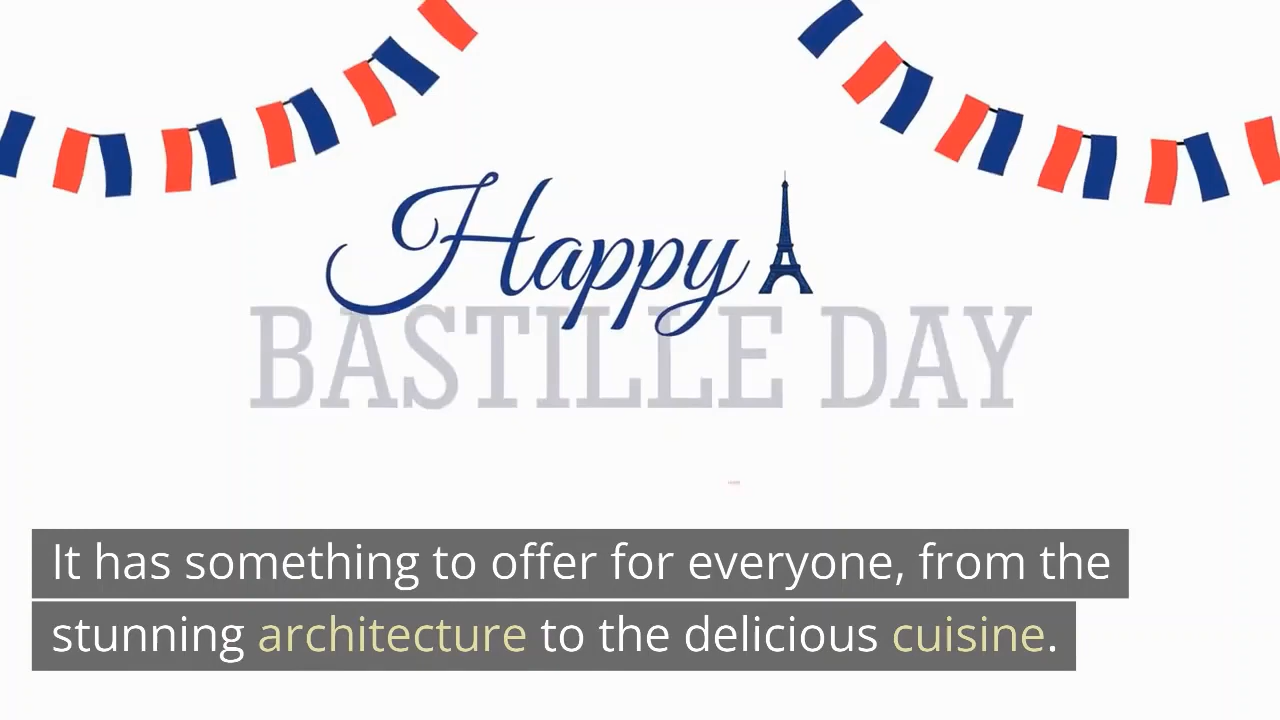 Happy
BASTILLE DAY
It has something to offer for everyone, from the
stunning architecture to the delicious cuisine.